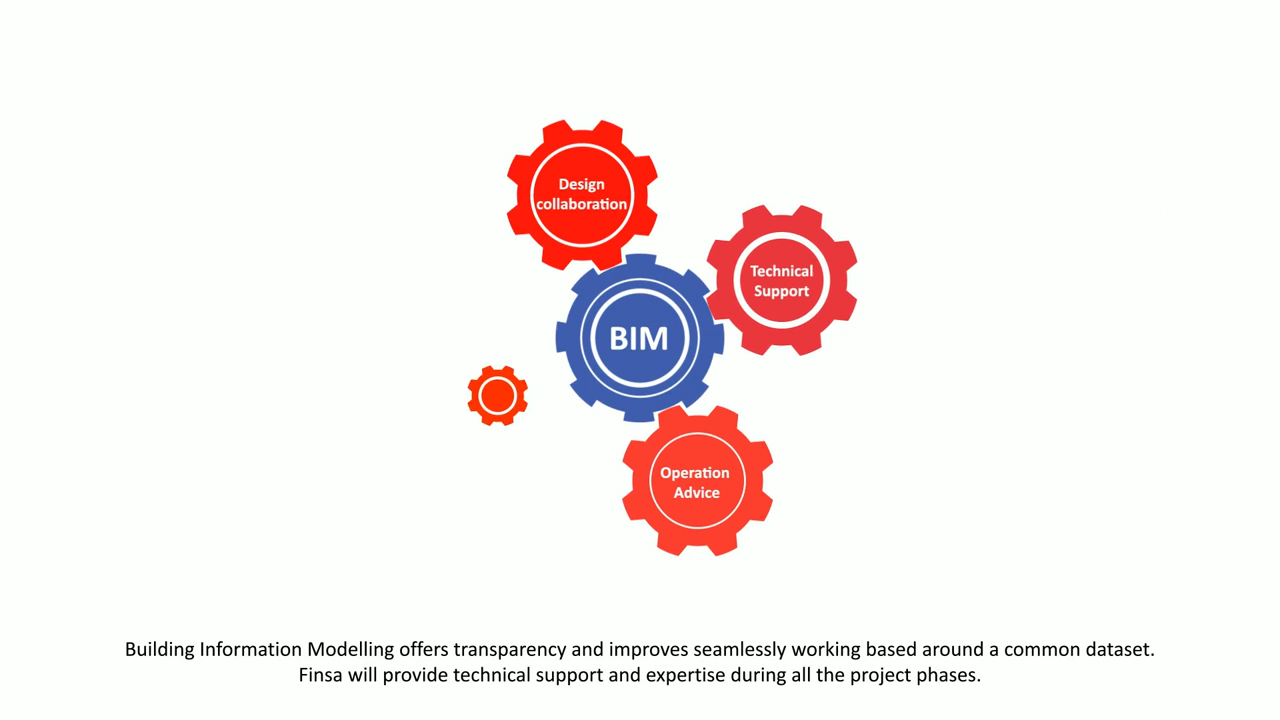 Design
collaboration
Technical
Support
BIM
Operation
Advice
Building Information Modelling offers transparency and improves seamlessly working based around a common dataset.
Finsa will provide technical support and expertise during all the project phases.